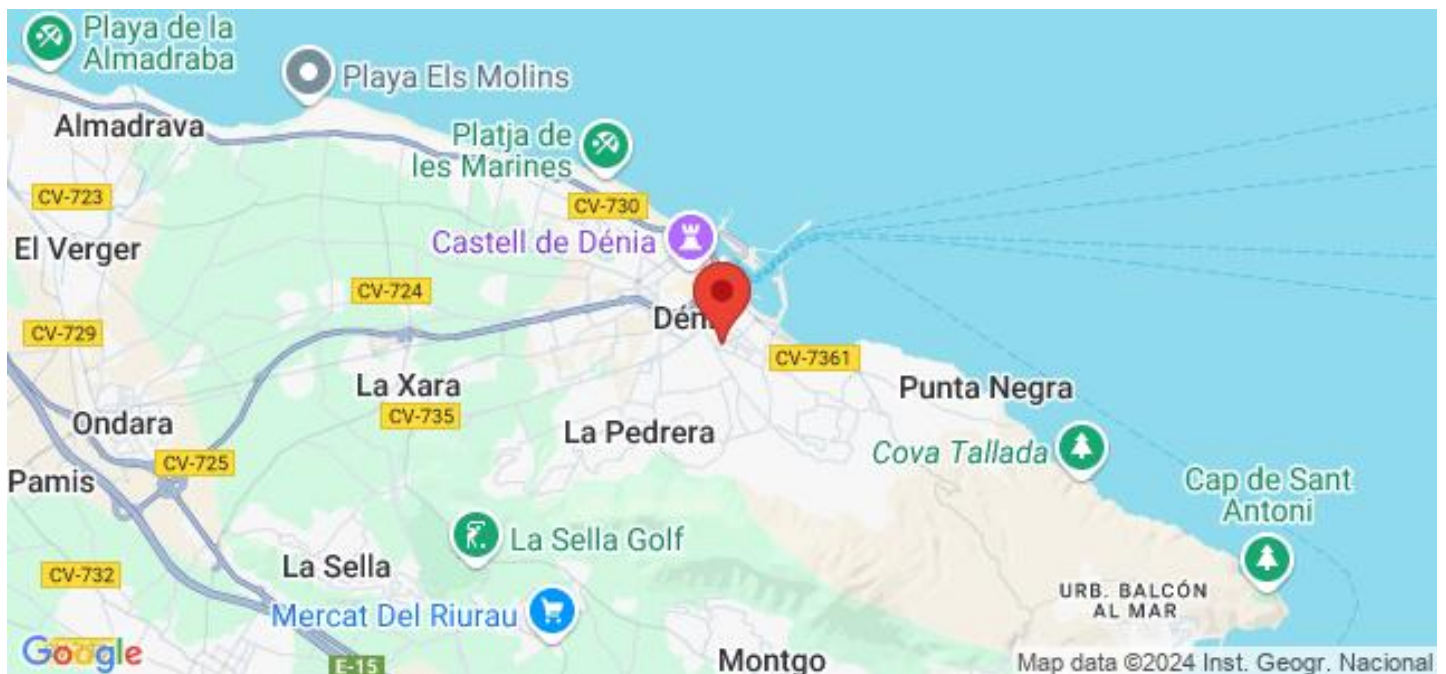 Playa de la
Almadraba
Playa Els Molins
Almadrava
Platja de
les Marines
CV-723
CV-730
El Verger
Castell de Dénia
CV-724
CV-729
CV-7361
La Xara
Punta Negra
CV-735
Ondara
La Pedrera
Cova Tallada
CV-725
Pamis
Cap de Sant
Antoni
La Sella Golf
La Sella
CV-732
URB. BALCÓN
AL MAR
Mercat Del Riurau
Google
E-15
Montgo
Map data ©2024 Inst. Geogr. Nacional